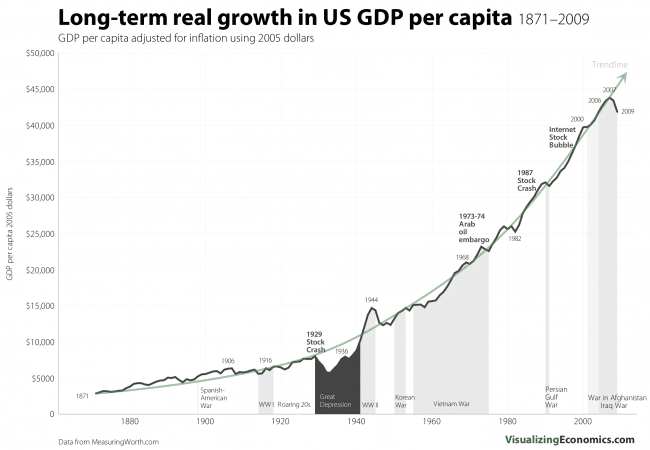 Long-term real growth in US GDP per capita 1871–2009
GDP per capita adjusted for inflation using 2005 dollars
$50,000
$45,000
$40,000
$35,000
$30,000
$25,000
$20,000
$15,000
$10,000
$5000
0
GDP per capita 2005 dollars
Trendline
2007
2006
2009
2000
Internet
Stock
Bubble
1987
Stock
Crash
1973-74
Arab
oil
embargo
1982
1968
1944
1929
Stock
Crash
1936
1916
1906
1871
Spanish-
American
War
WW I
Roaring 20s
Great
Depression
WW II
Korean
War
Vietnam War
Persian
Gulf
War
War in Afghanistan
Iraq War
1880
1900
1920
1940
1960
1980
2000
Data from MeasuringWorth.com
VisualizingEconomics.com